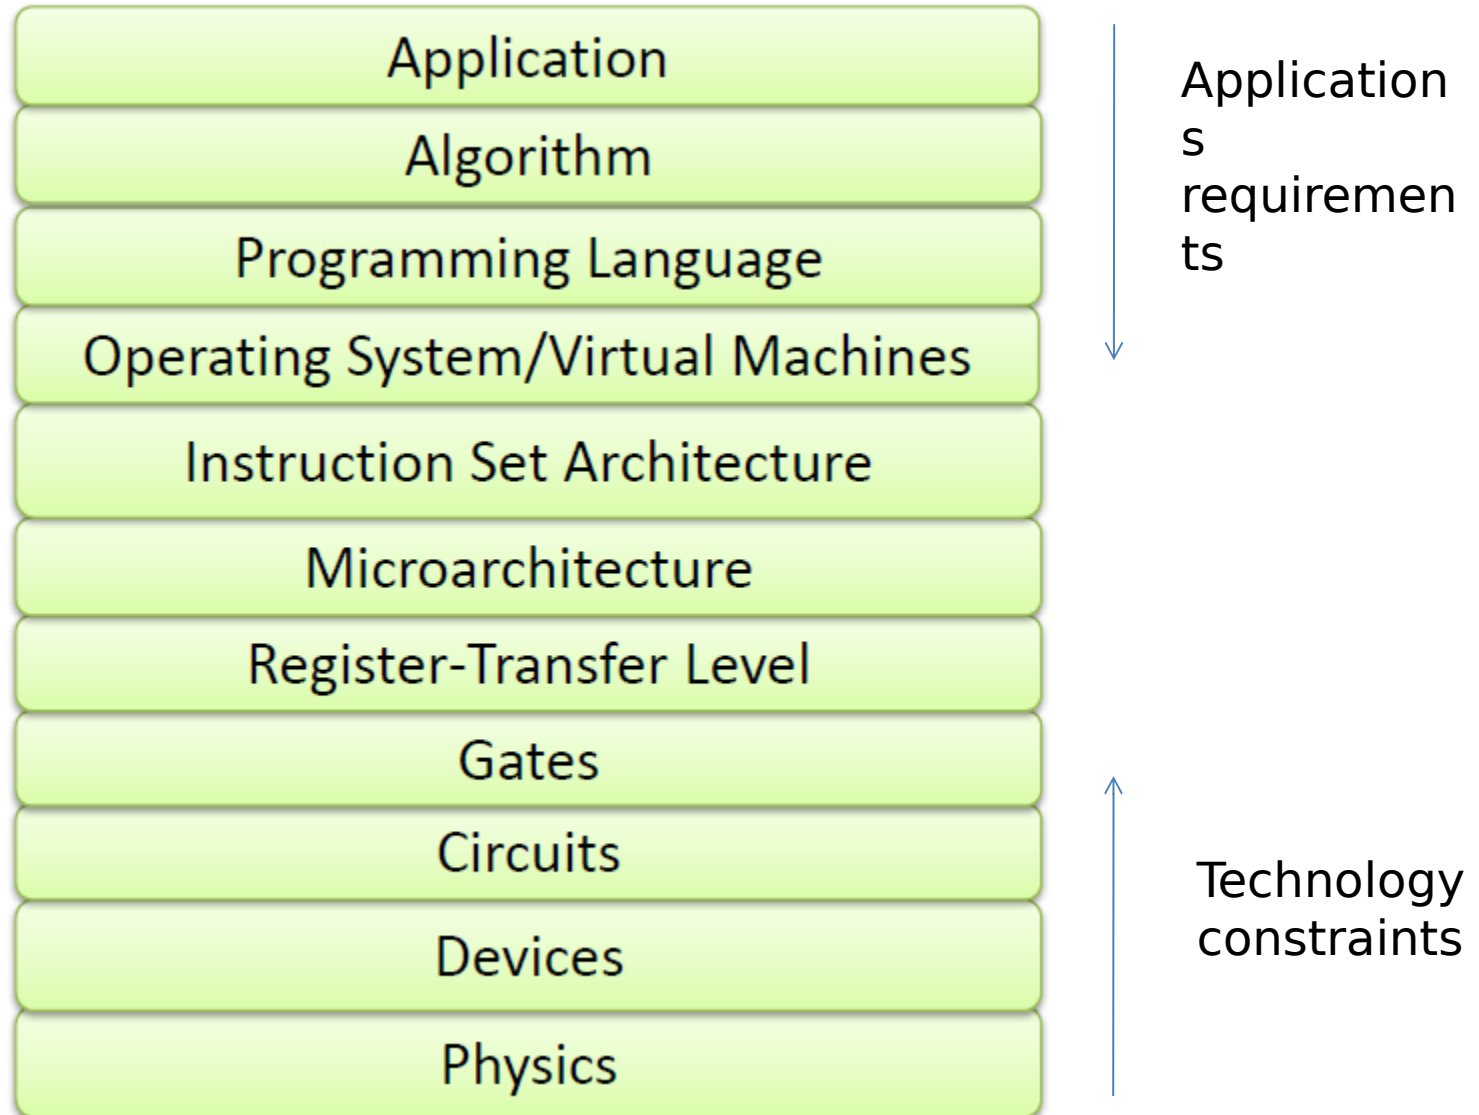 Application
Algorithm
Programming Language
Operating System/Virtual Machines
Instruction Set Architecture
Microarchitecture
Register-Transfer Level
Gates
Circuits
Devices
Physics
Application
s
requiremen
ts
Technology
constraints